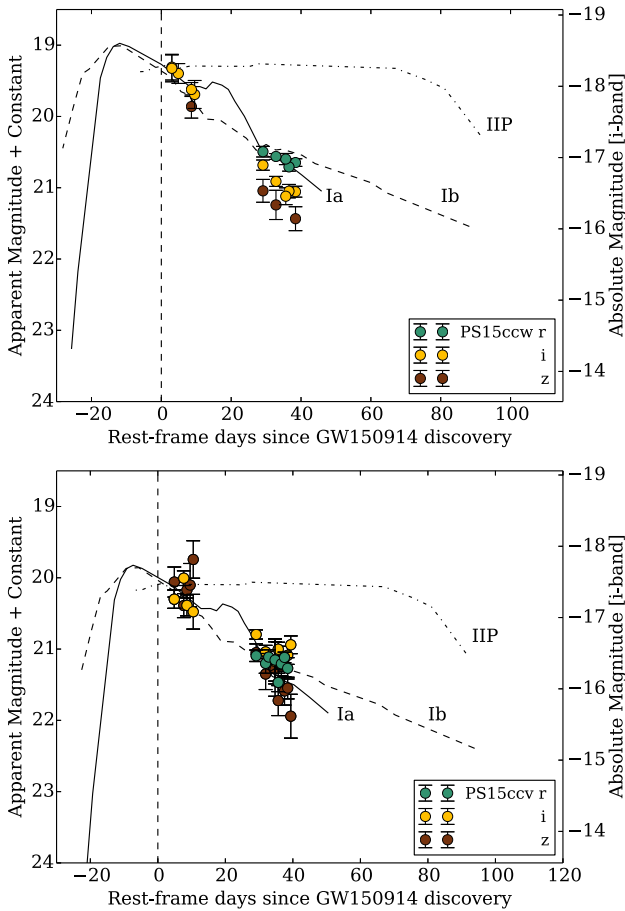 Apparent Magnitude + Constant
19
20
21
22
23
24
−20
0
20
40
60
80
100
Rest-frame days since GW150914 discovery
−19
−18
−17
−16
−15
−14
Absolute Magnitude [i-band]
IIP
Ia
Ib
PS15ccw r
i
z
Apparent Magnitude + Constant
19
20
21
22
23
24
−20
0
20
40
60
80
100
120
Rest-frame days since GW150914 discovery
−19
−18
−17
−16
−15
−14
Absolute Magnitude [i-band]
IIP
Ia
Ib
PS15ccv r
i
z